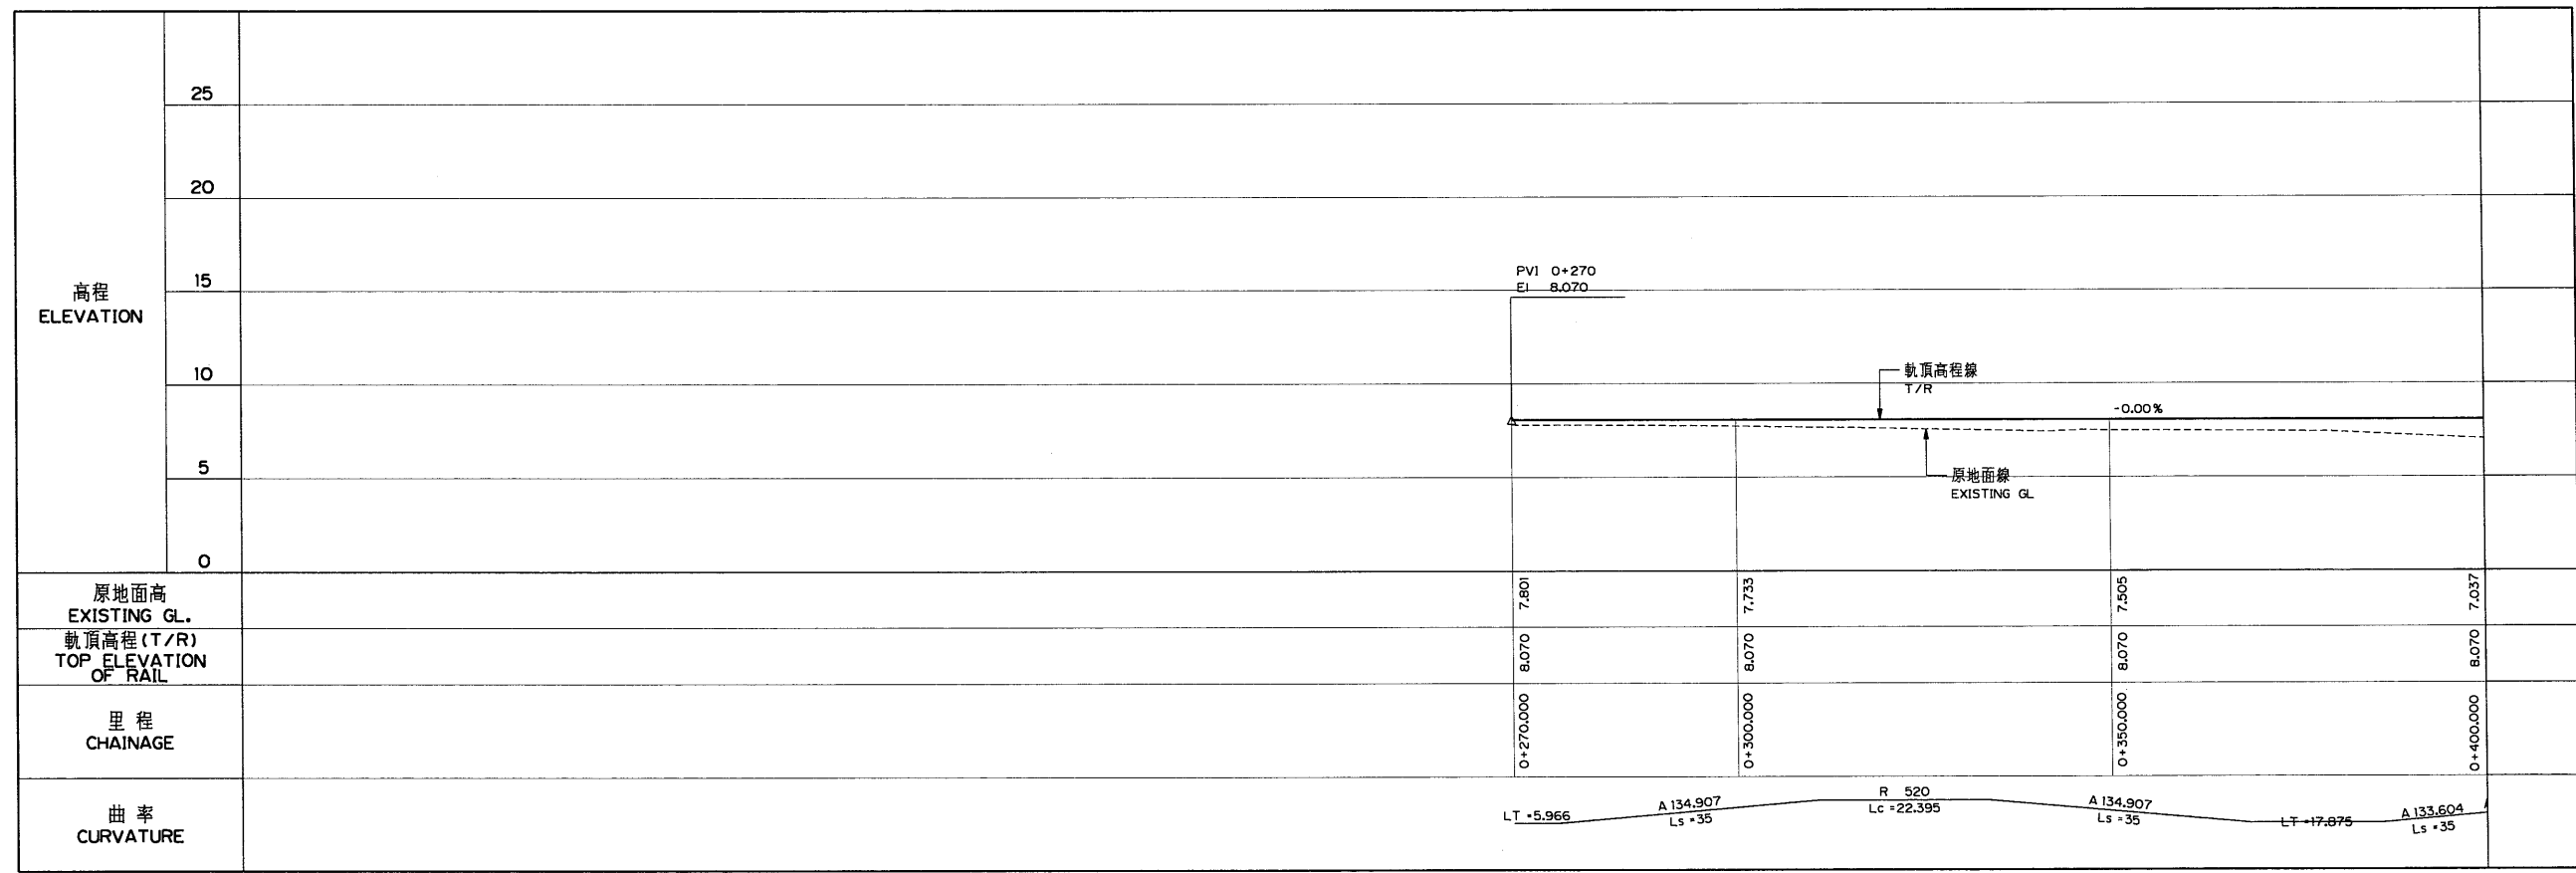 25
20
15
10
5
0
高程
ELEVATION
PVI 0+270
El 8.070
軌頂高程線
T/R
-0.00%
原地面線
EXISTING GL
原地面高
EXISTING GL.
7.801
7.733
7.505
7.037
軌頂高程(T/R)
TOP ELEVATION
OF RAIL
8.070
8.070
8.070
8.070
里 程
CHAINAGE
0+270.000
0+300.000
0+350.000
0+400.000
曲 率
CURVATURE
LT =5.966
A 134.907
Ls =35
R 520
Lc =22.395
A 134.907
Ls =35
LT =17.875
A 133.604
Ls =35